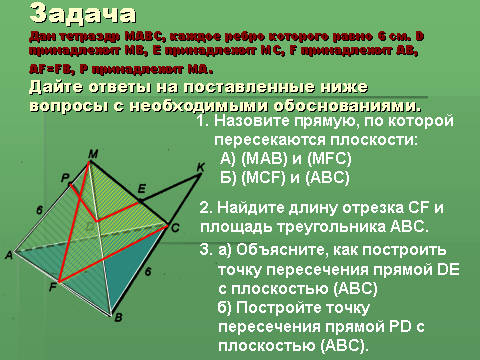 Задача
Дан тетраэдр МАВС, каждое ребро которого равно 6 см. D
принадлежит МВ, Е принадлежит МС, F принадлежит АВ,
AF=FB, Р принадлежит МА.
Дайте ответы на поставленные ниже
вопросы с необходимыми обоснованиями.
1. Назовите прямую, по которой
пересекаются плоскости:
А) (МАВ) и (MFC)
Б) (MCF) и (АВС)
2. Найдите длину отрезка CF и
площадь треугольника АВС.
3. а) Объясните, как построить
точку пересечения прямой DE
с плоскостью (АВС)
б) Постройте точку
пересечения прямой PD с
плоскостью (АВС).
M
K
P
E
6
D
C
A
6
F
B